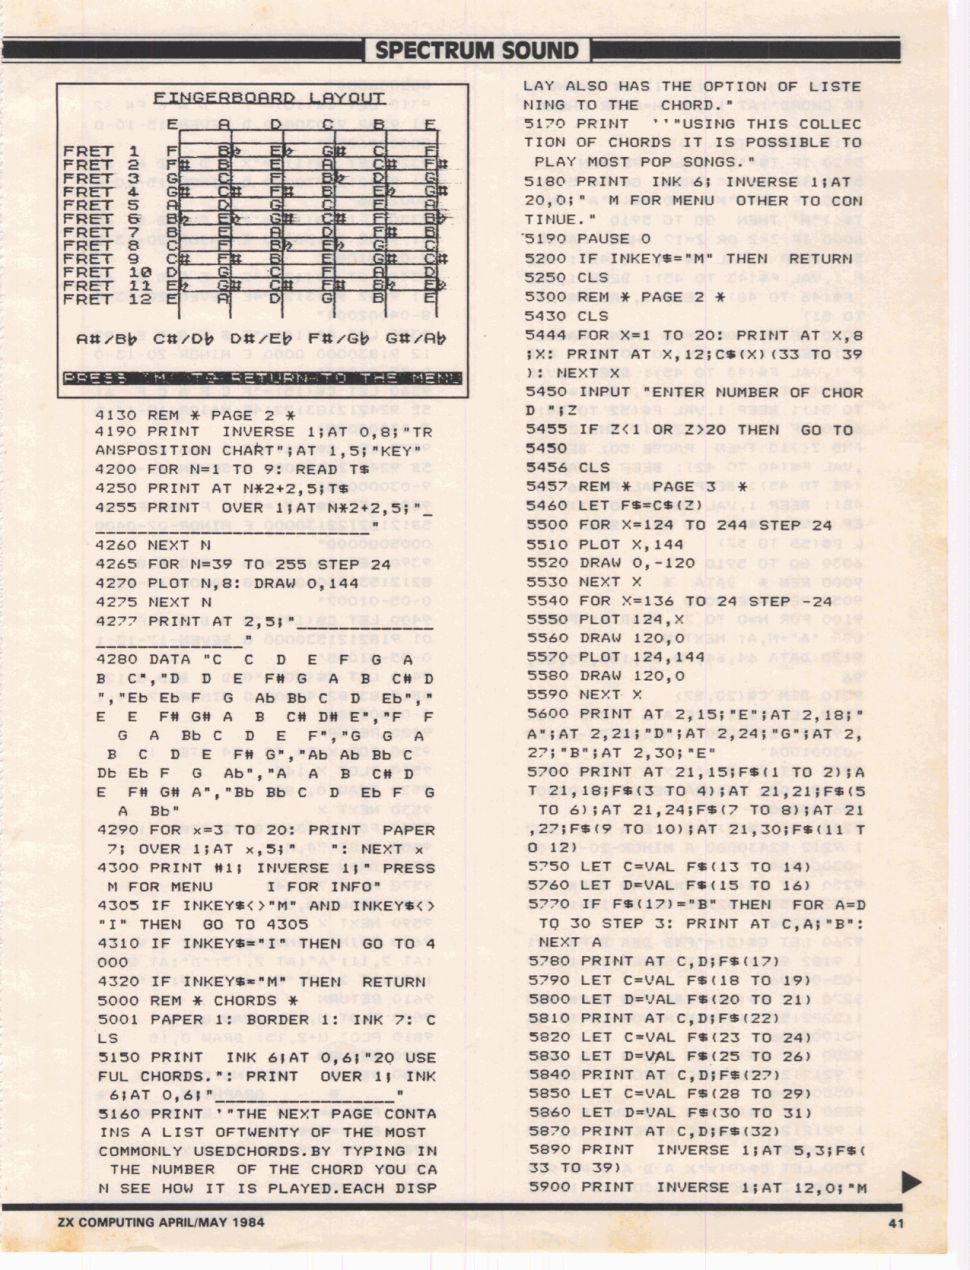 SPECTRUM SOUND
FINGERBOARD LAYOUT
E A D G B E
FRET 1 F B♭ E♭ G# C F
FRET 2 F# B E A C# F#
FRET 3 G C F B♭ D G
FRET 4 G# C# F# B E♭ G#
FRET 5 A D G C E A
FRET 6 B♭ E♭ G# C# F B♭
FRET 7 B E A D F# B
FRET 8 C F B♭ E♭ G C
FRET 9 C# F# B E G# C#
FRET 10 D G C F A D
FRET 11 E♭ G# C# F# B♭ E♭
FRET 12 E A D G B E
A#/B♭ C#/D♭ D#/E♭ F#/G♭ G#/A♭
PRESS "M" TO RETURN TO THE MENU
4130 REM * PAGE 2 *
4190 PRINT INVERSE 1;AT 0,8;"TR
ANSPOSITION CHART";AT 1,5;"KEY"
4200 FOR N=1 TO 9: READ T$
4250 PRINT AT N*2+2,5;T$
4255 PRINT OVER 1;AT N*2+2,5;"_
___________________________"
4260 NEXT N
4265 FOR N=39 TO 255 STEP 24
4270 PLOT N,8: DRAW 0,144
4275 NEXT N
4277 PRINT AT 2,5;"______________
_______________"
4280 DATA "C C D E F G A
B C","D D E F# G A B C# D
","Eb Eb F G Ab Bb C D Eb","
E E F# G# A B C# D# E","F F
G A Bb C D E F","G G A
B C D E F# G","Ab Ab Bb C
Db Eb F G Ab","A A B C# D
E F# G# A","Bb Bb C D Eb F G
A Bb"
4290 FOR x=3 TO 20: PRINT PAPER
7; OVER 1;AT x,5;" ": NEXT x
4300 PRINT #1; INVERSE 1;" PRESS
M FOR MENU I FOR INFO"
4305 IF INKEY$<>"M" AND INKEY$<>
"I" THEN GO TO 4305
4310 IF INKEY$="I" THEN GO TO 4
000
4320 IF INKEY$="M" THEN RETURN
5000 REM * CHORDS *
5001 PAPER 1: BORDER 1: INK 7: C
LS
5150 PRINT INK 6;AT 0,6;"20 USE
FUL CHORDS.": PRINT OVER 1; INK
6;AT 0,6;"__________________"
5160 PRINT '"THE NEXT PAGE CONTA
INS A LIST OFTWENTY OF THE MOST
COMMONLY USEDCHORDS.BY TYPING IN
THE NUMBER OF THE CHORD YOU CA
N SEE HOW IT IS PLAYED.EACH DISP
LAY ALSO HAS THE OPTION OF LISTE
NING TO THE CHORD."
5170 PRINT ''"USING THIS COLLEC
TION OF CHORDS IT IS POSSIBLE TO
PLAY MOST POP SONGS."
5180 PRINT INK 6; INVERSE 1;AT
20,0;" M FOR MENU OTHER TO CON
TINUE."
5190 PAUSE 0
5200 IF INKEY$="M" THEN RETURN
5250 CLS
5300 REM * PAGE 2 *
5430 CLS
5444 FOR X=1 TO 20: PRINT AT X,8
;X: PRINT AT X,12;C$(X)(33 TO 39
): NEXT X
5450 INPUT "ENTER NUMBER OF CHOR
D ";Z
5455 IF Z<1 OR Z>20 THEN GO TO
5450
5456 CLS
5457 REM * PAGE 3 *
5460 LET F$=C$(Z)
5500 FOR X=124 TO 244 STEP 24
5510 PLOT X,144
5520 DRAW 0,-120
5530 NEXT X
5540 FOR X=136 TO 24 STEP -24
5550 PLOT 124,X
5560 DRAW 120,0
5570 PLOT 124,144
5580 DRAW 120,0
5590 NEXT X
5600 PRINT AT 2,15;"E";AT 2,18;"
A";AT 2,21;"D";AT 2,24;"G";AT 2,
27;"B";AT 2,30;"E"
5700 PRINT AT 21,15;F$(1 TO 2);A
T 21,18;F$(3 TO 4);AT 21,21;F$(5
TO 6);AT 21,24;F$(7 TO 8);AT 21
,27;F$(9 TO 10);AT 21,30;F$(11 T
O 12)
5750 LET C=VAL F$(13 TO 14)
5760 LET D=VAL F$(15 TO 16)
5770 IF F$(17)="B" THEN FOR A=D
TO 30 STEP 3: PRINT AT C,A;"B":
NEXT A
5780 PRINT AT C,D;F$(17)
5790 LET C=VAL F$(18 TO 19)
5800 LET D=VAL F$(20 TO 21)
5810 PRINT AT C,D;F$(22)
5820 LET C=VAL F$(23 TO 24)
5830 LET D=VAL F$(25 TO 26)
5840 PRINT AT C,D;F$(27)
5850 LET C=VAL F$(28 TO 29)
5860 LET D=VAL F$(30 TO 31)
5870 PRINT AT C,D;F$(32)
5890 PRINT INVERSE 1;AT 5,3;F$(
33 TO 39)
5900 PRINT INVERSE 1;AT 12,0;"M
ZX COMPUTING APRIL/MAY 1984
41